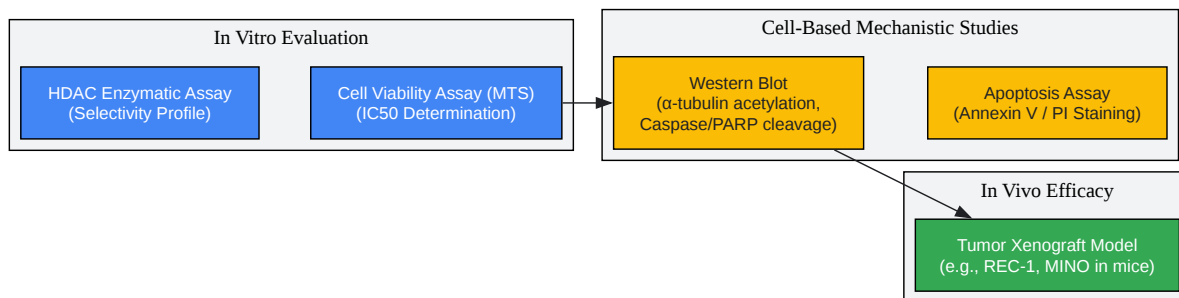 In Vitro Evaluation
HDAC Enzymatic Assay
(Selectivity Profile)
Cell Viability Assay (MTS)
(IC50 Determination)
Cell-Based Mechanistic Studies
Western Blot
(α-tubulin acetylation,
Caspase/PARP cleavage)
Apoptosis Assay
(Annexin V / PI Staining)
In Vivo Efficacy
Tumor Xenograft Model
(e.g., REC-1, MINO in mice)